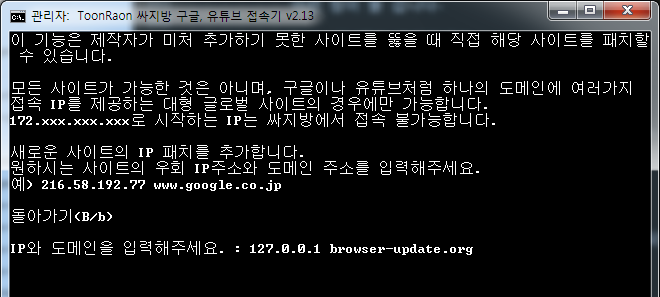 관리자: ToonRaon 싸지방 구글, 유튜브 접속기 v2.13
이 기능은 제작자가 미처 추가하기 못한 사이트를 뚫을 때 직접 해당 사이트를 패치할
수 있습니다.
모든 사이트가 가능한 것은 아니며, 구글이나 유튜브처럼 하나의 도메인에 여러가지
접속 IP를 제공하는 대형 글로벌 사이트의 경우에만 가능합니다.
172.xxx.xxx.xxx로 시작하는 IP는 싸지방에서 접속 불가능합니다.
새로운 사이트의 IP 패치를 추가합니다.
원하시는 사이트의 우회 IP주소와 도메인 주소를 입력해주세요.
예) 216.58.192.77 www.google.co.jp
돌아가기(B/b)
IP와 도메인을 입력해주세요. : 127.0.0.1 browser-update.org